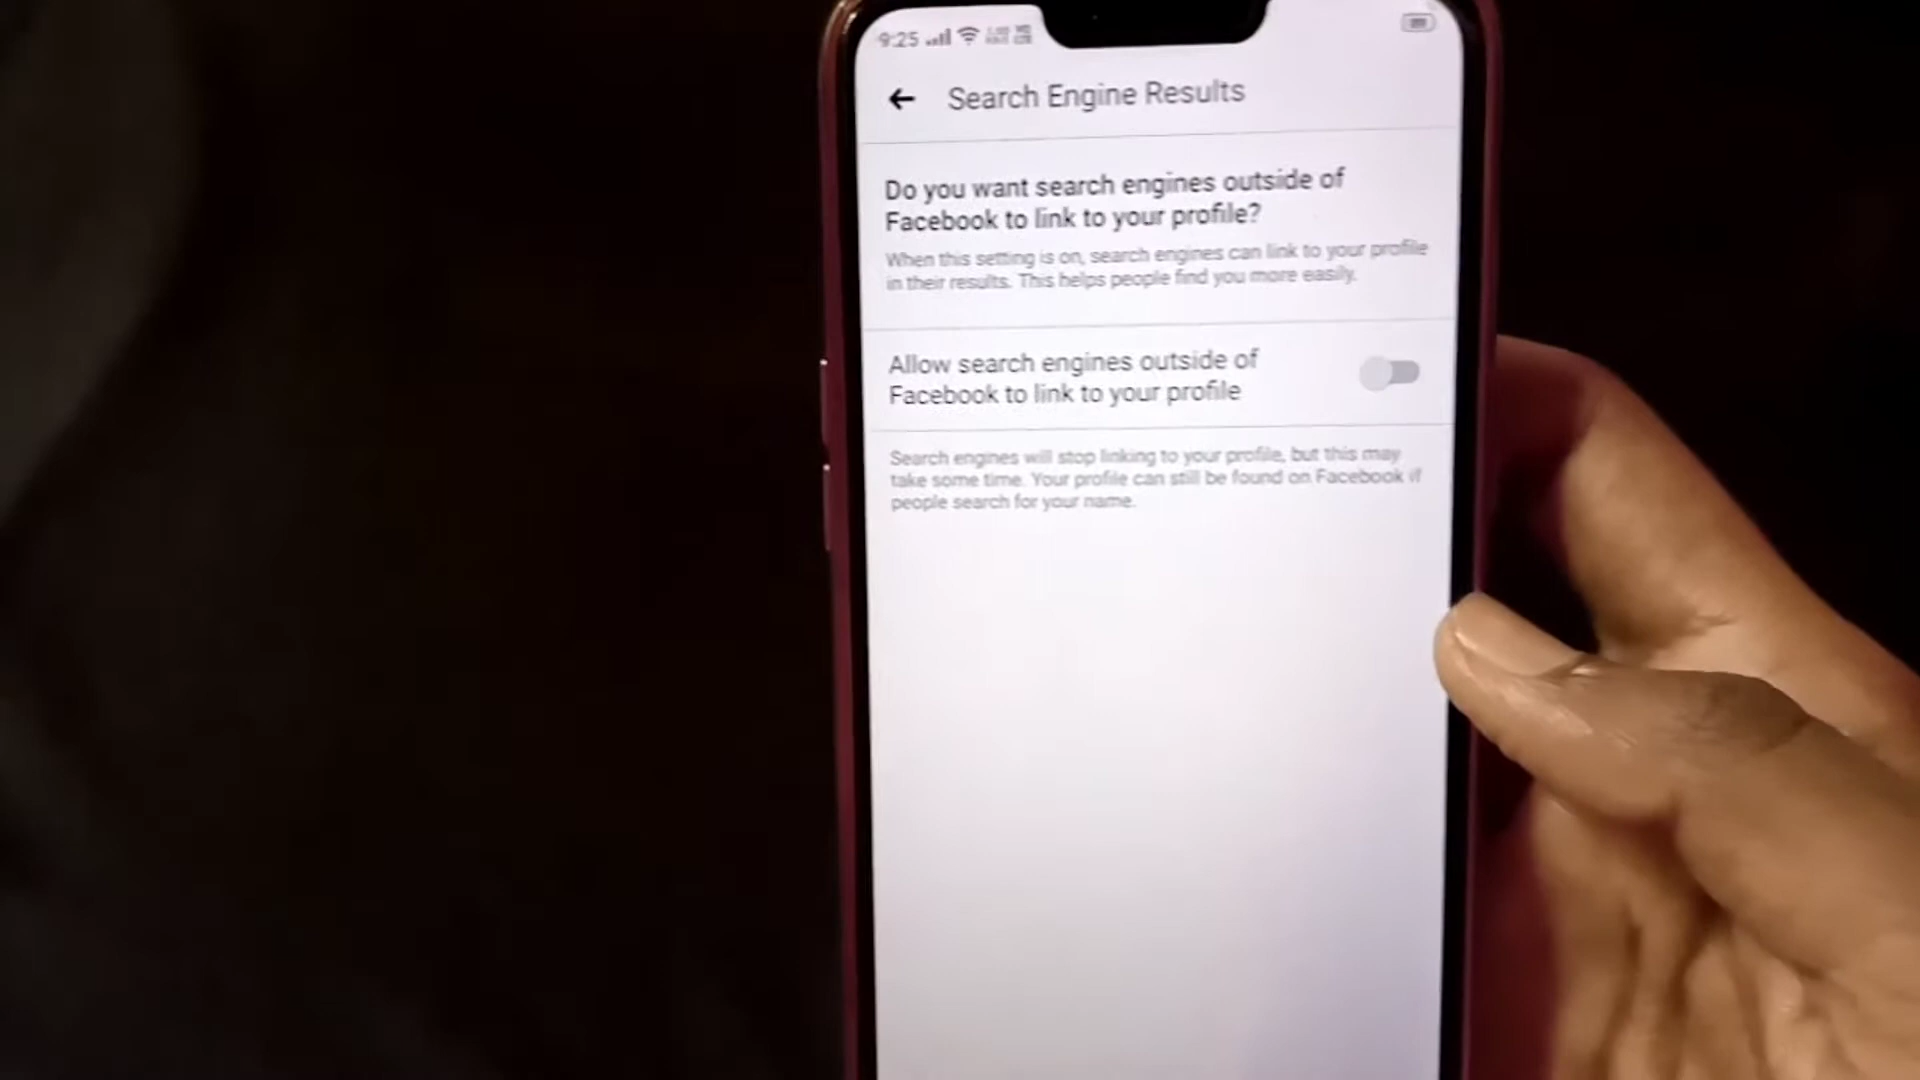 9:25
Search Engine Results
Do you want search engines outside of
Facebook to link to your profile?
When this setting is on, search engines can link to your profile
in their results. This helps people find you more easily.
Allow search engines outside of
Facebook to link to your profile
Search engines will stop linking to your profile, but this may
take some time. Your profile can still be found on Facebook if
people search for your name.